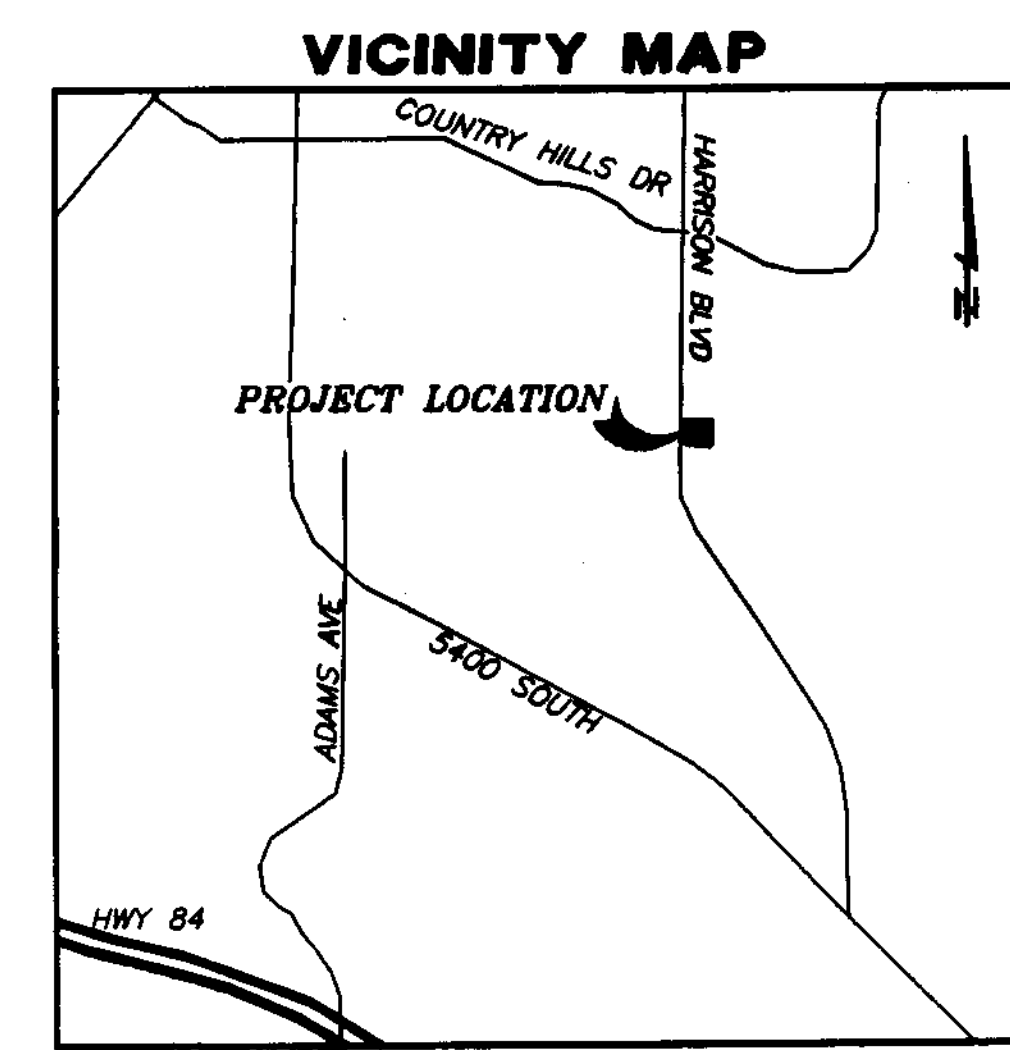 VICINITY MAP
COUNTRY HILLS DR
HARRISON BLVD
N
PROJECT LOCATION
ADAMS AVE
5400 SOUTH
HWY 84